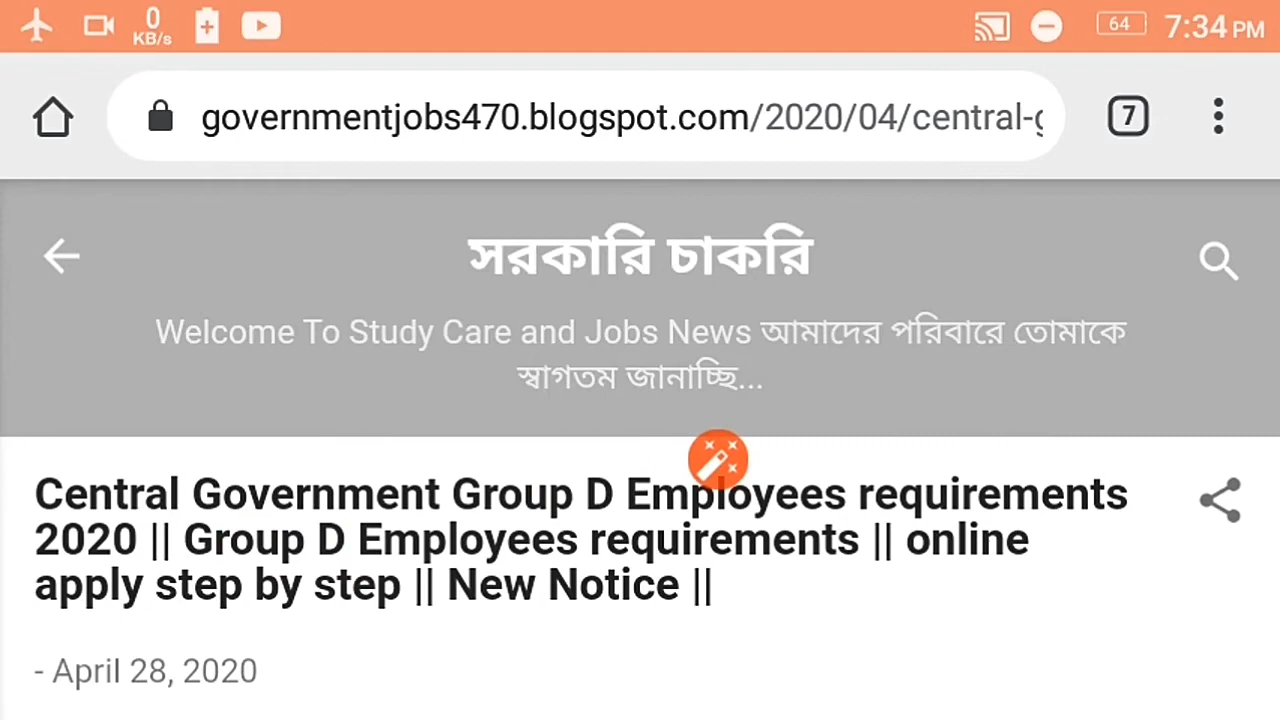 0
KB/s
64
7:34 PM
governmentjobs470.blogspot.com/2020/04/central-g
7
সরকারি চাকরি
Welcome To Study Care and Jobs News আমাদের পরিবারে তোমাকে
স্বাগতম জানাচ্ছি...
Central Government Group D Employees requirements
2020 || Group D Employees requirements || online
apply step by step || New Notice ||
- April 28, 2020